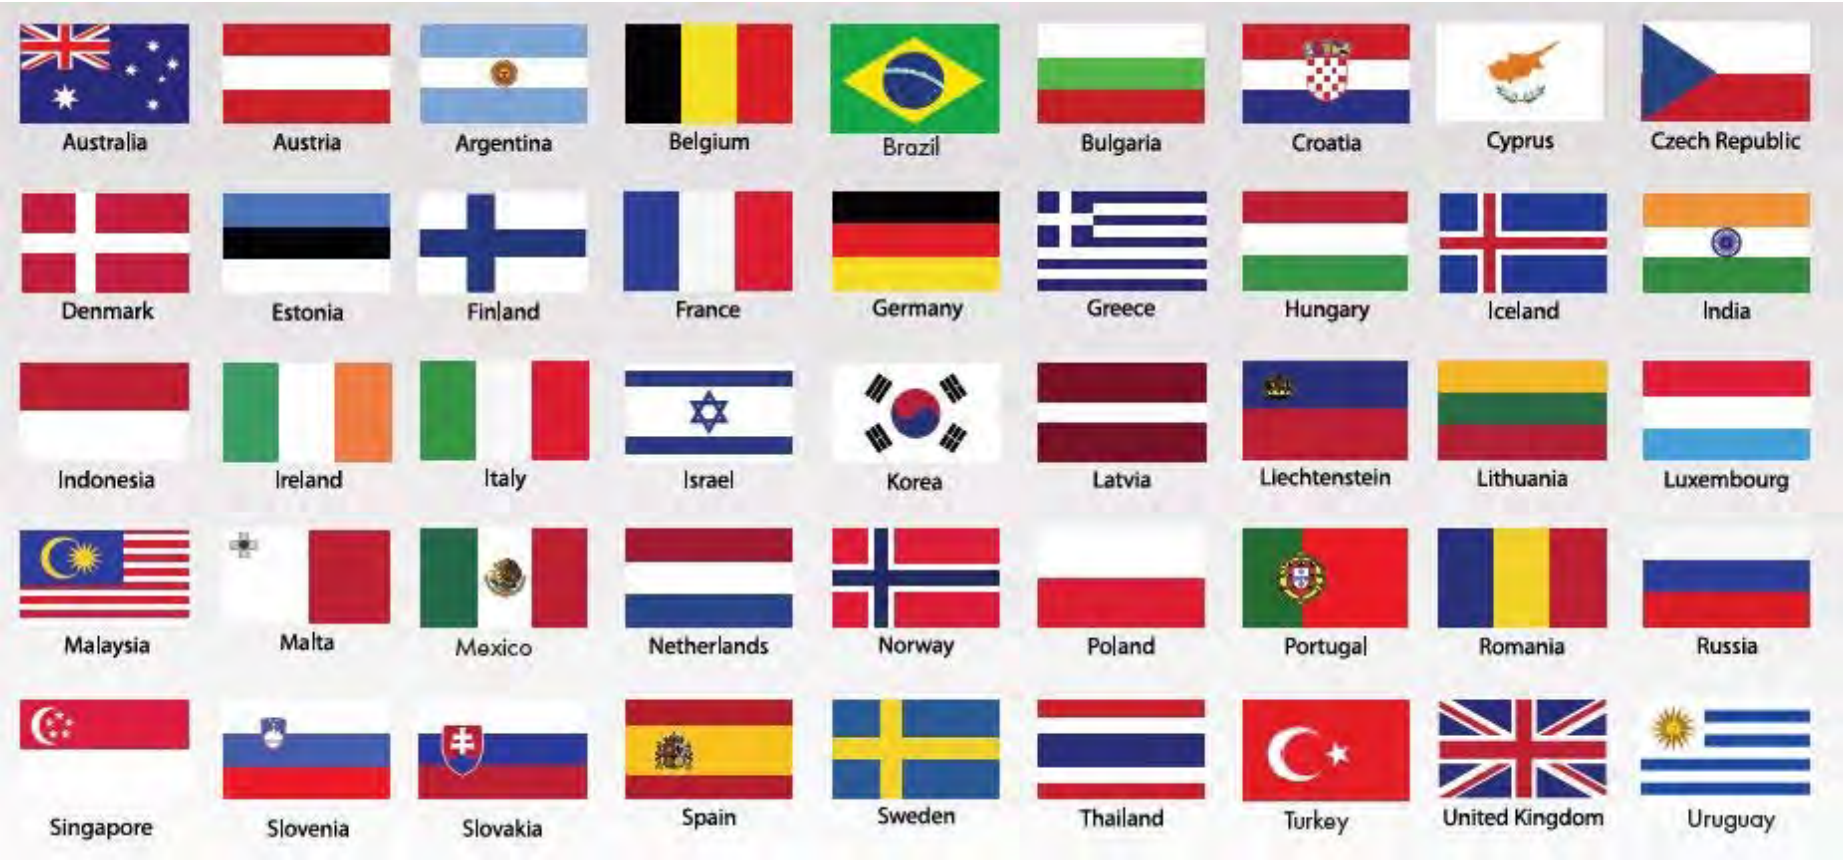 Australia
Austria
Argentina
Belgium
Brazil
Bulgaria
Croatia
Cyprus
Czech Republic
Denmark
Estonia
Finland
France
Germany
Greece
Hungary
Iceland
India
Indonesia
Ireland
Italy
Israel
Korea
Latvia
Liechtenstein
Lithuania
Luxembourg
Malaysia
Malta
Mexico
Netherlands
Norway
Poland
Portugal
Romania
Russia
Singapore
Slovenia
Slovakia
Spain
Sweden
Thailand
Turkey
United Kingdom
Uruguay